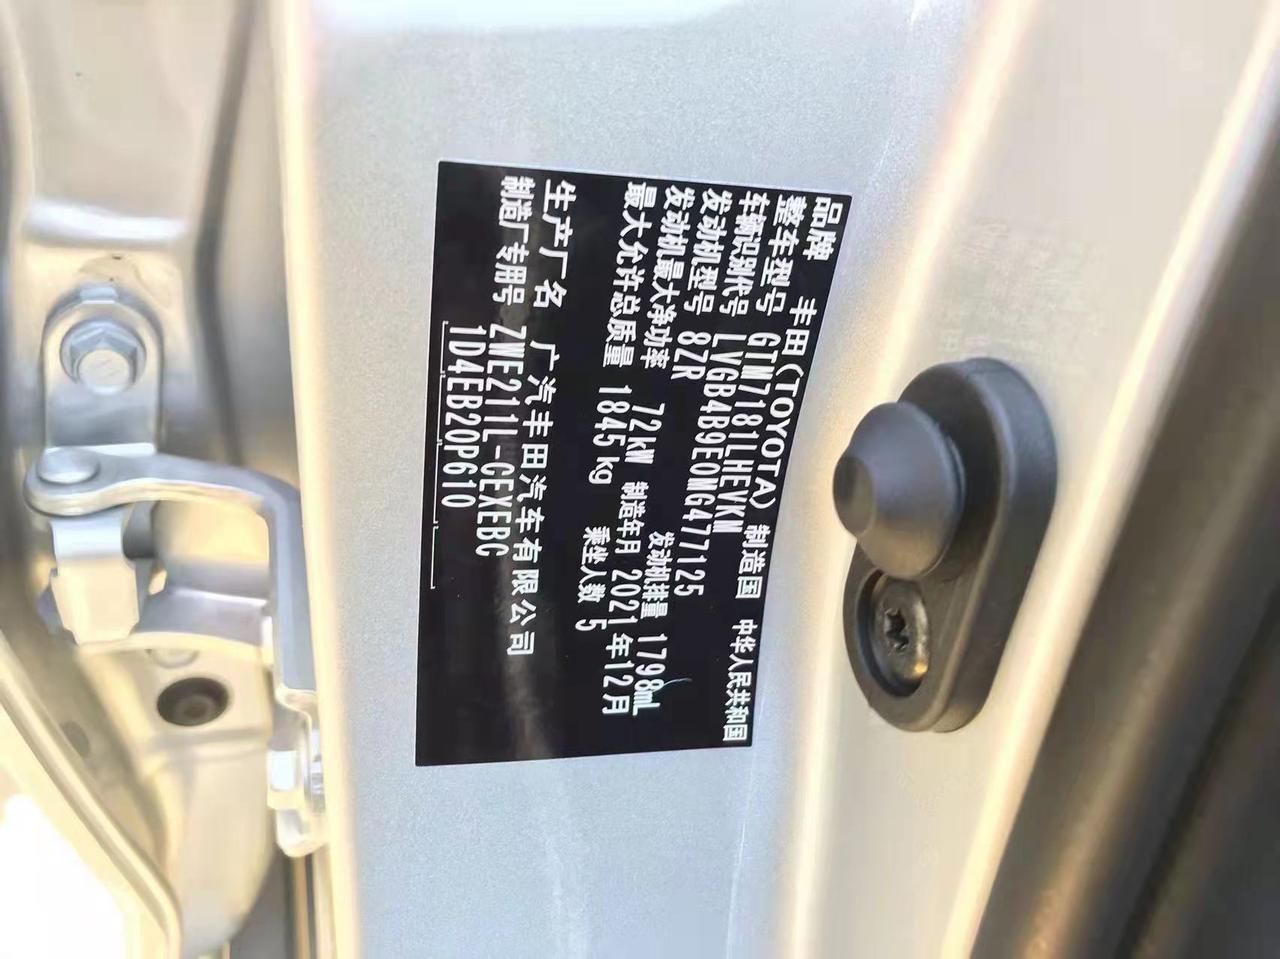 品牌 丰田(TOYOTA) 制造国 中华人民共和国
整车型号 GTM7181LHEVKM
车辆识别代号 LVGB4B9E0MG477125
发动机型号 8ZR 发动机排量 1798mL
发动机最大净功率 72kW 制造年月 2021年12月
最大允许总质量 1845kg 乘坐人数 5
生产厂名 广汽丰田汽车有限公司
制造厂专用号 ZWE211L-CEXEBC
1D4EB20P610